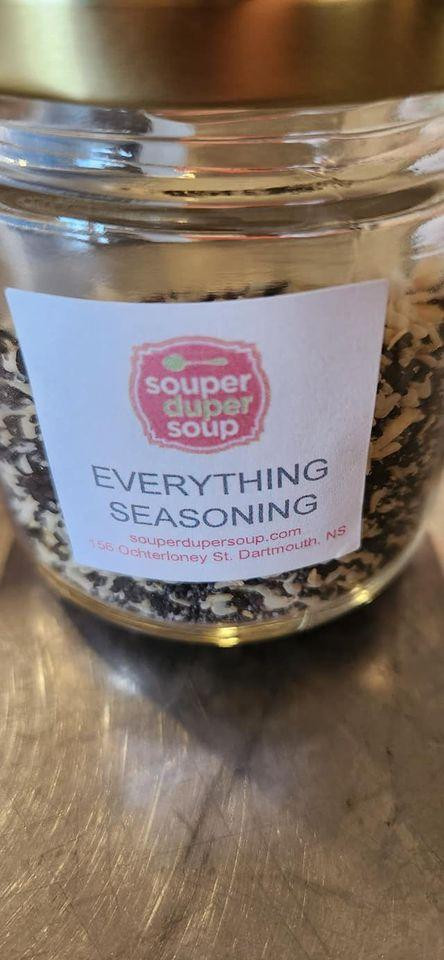 souper
duper
soup
EVERYTHING
SEASONING
souperdupersoup.com
156 Ochterloney St. Dartmouth, NS